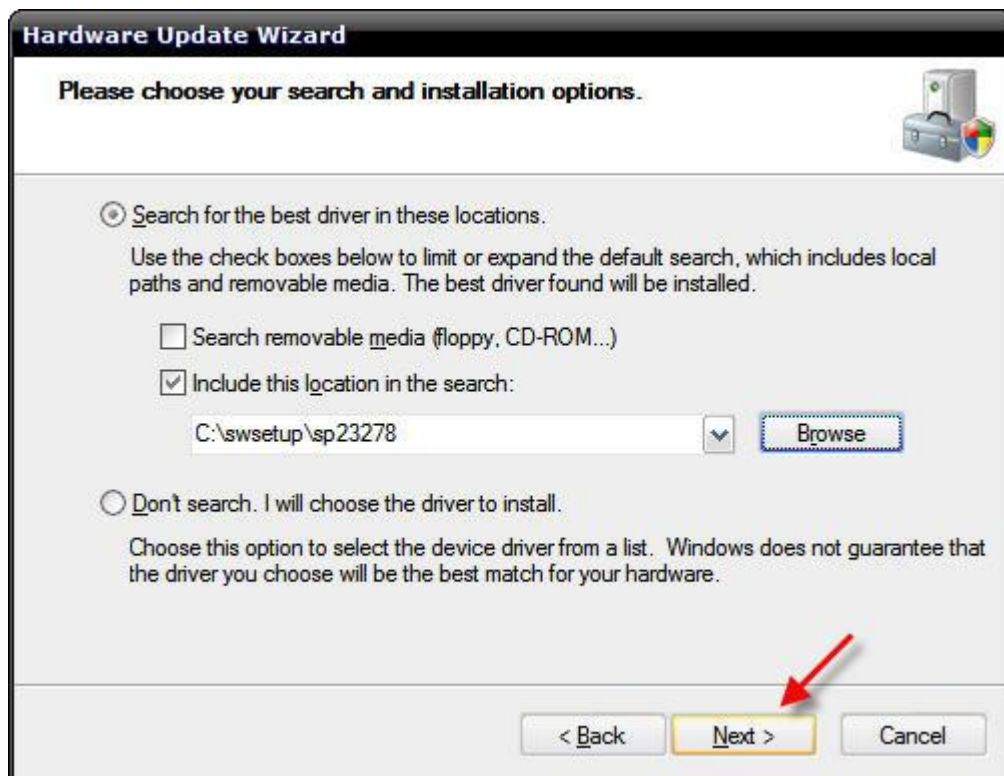 Hardware Update Wizard
Please choose your search and installation options.
Search for the best driver in these locations.
Use the check boxes below to limit or expand the default search, which includes local
paths and removable media. The best driver found will be installed.
Search removable media (floppy, CD-ROM...)
Include this location in the search:
C:\swsetup\sp23278
Browse
Don't search. I will choose the driver to install.
Choose this option to select the device driver from a list. Windows does not guarantee that
the driver you choose will be the best match for your hardware.
< Back Next > Cancel